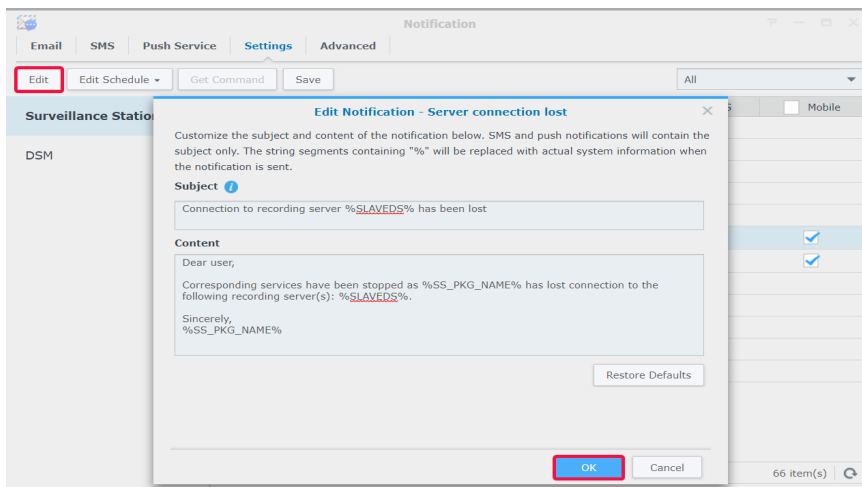 Notification
Email SMS Push Service Settings Advanced
Edit Edit Schedule Get Command Save All
Surveillance Statio
Mobile
DSM
Edit Notification - Server connection lost
Customize the subject and content of the notification below. SMS and push notifications will contain the
subject only. The string segments containing "%" will be replaced with actual system information when
the notification is sent.
Subject
Connection to recording server %SLAVEDS% has been lost
Content
Dear user,
Corresponding services have been stopped as %SS_PKG_NAME% has lost connection to the
following recording server(s): %SLAVEDS%.
Sincerely,
%SS_PKG_NAME%
Restore Defaults
OK Cancel
66 item(s)